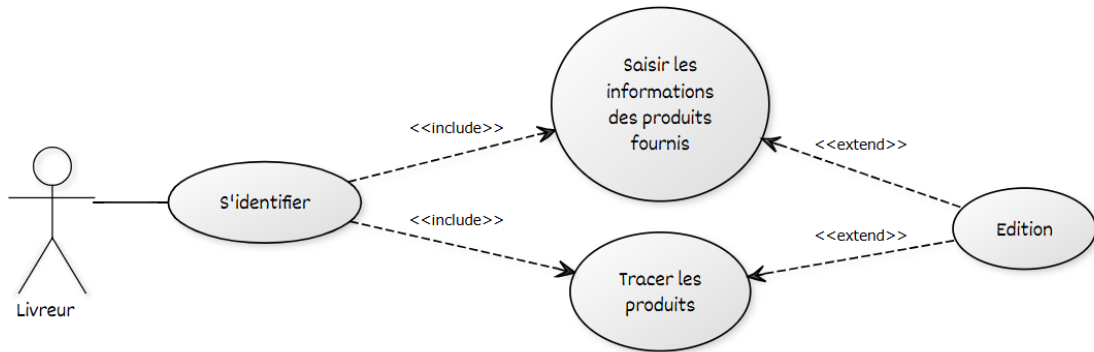 Saisir les
informations
des produits
fournis
<<include>>
<<extend>>
S'identifier
<<include>>
<<extend>>
Edition
Tracer les
produits
Livreur